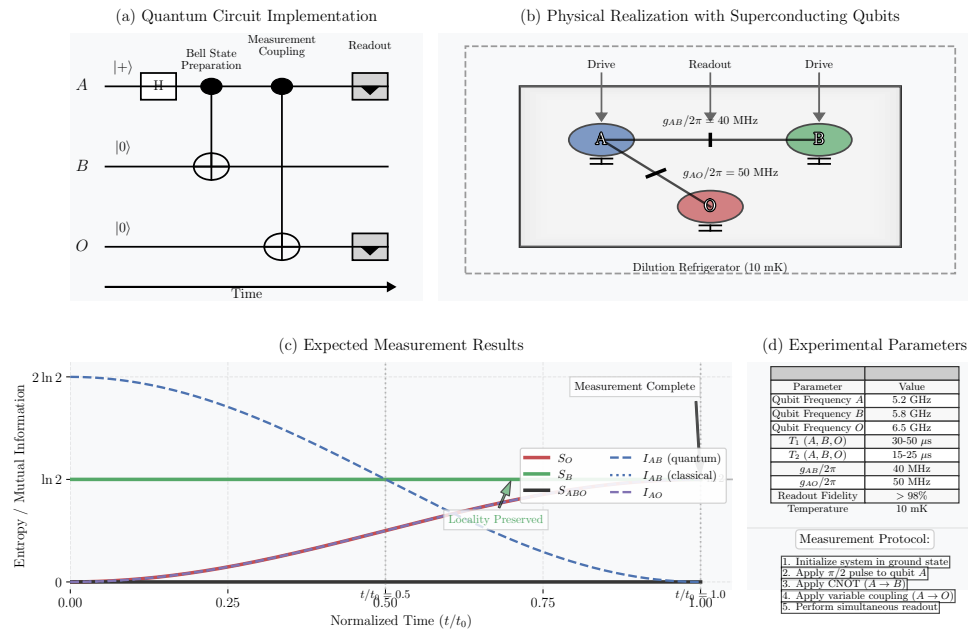 (a) Quantum Circuit Implementation
Bell State
Preparation
Measurement
Coupling
Readout
|+⟩
A
H
|0⟩
B
|0⟩
O
Time
(b) Physical Realization with Superconducting Qubits
Drive
Readout
Drive
g_AB/2π = 40 MHz
A
B
g_AO/2π = 50 MHz
O
Dilution Refrigerator (10 mK)
(c) Expected Measurement Results
Entropy / Mutual Information
2 ln 2
ln 2
0
Measurement Complete
S_O
S_B
S_ABO
I_AB (quantum)
I_AB (classical)
I_AO
Locality Preserved
t/t_0 = 0.5
t/t_0 = 1.0
0.00
0.25
0.50
0.75
1.00
Normalized Time (t/t_0)
(d) Experimental Parameters
Parameter Value
Qubit Frequency A 5.2 GHz
Qubit Frequency B 5.8 GHz
Qubit Frequency O 6.5 GHz
T_1 (A, B, O) 30-50 μs
T_2 (A, B, O) 15-25 μs
g_AB/2π 40 MHz
g_AO/2π 50 MHz
Readout Fidelity > 98%
Temperature 10 mK
Measurement Protocol:
1. Initialize system in ground state
2. Apply π/2 pulse to qubit A
3. Apply CNOT (A → B)
4. Apply variable coupling (A → O)
5. Perform simultaneous readout